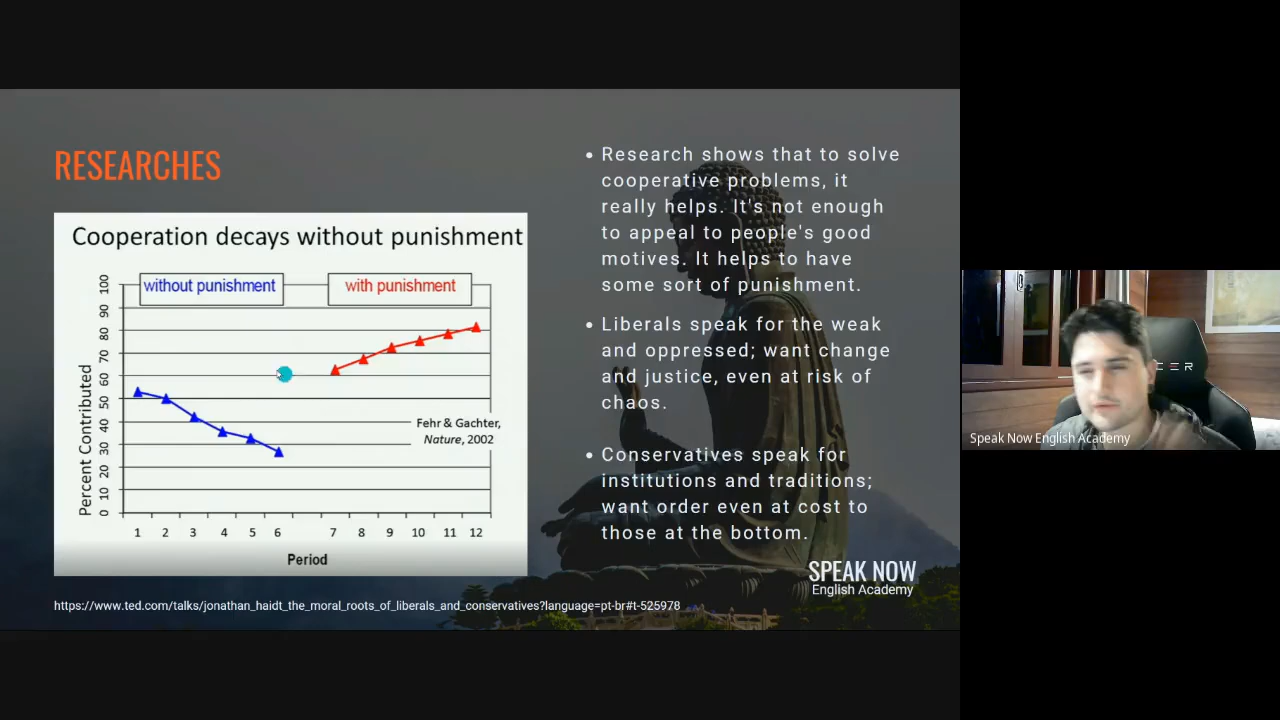 RESEARCHES
Cooperation decays without punishment
without punishment
with punishment
100
90
80
70
60
50
40
30
20
10
0
Percent Contributed
Fehr & Gachter,
Nature, 2002
1 2 3 4 5 6 7 8 9 10 11 12
Period
https://www.ted.com/talks/jonathan_haidt_the_moral_roots_of_liberals_and_conservatives?language=pt-br#t-525978
• Research shows that to solve
cooperative problems, it
really helps. It's not enough
to appeal to people's good
motives. It helps to have
some sort of punishment.
• Liberals speak for the weak
and oppressed; want change
and justice, even at risk of
chaos.
• Conservatives speak for
institutions and traditions;
want order even at cost to
those at the bottom.
SPEAK NOW
English Academy
Speak Now English Academy